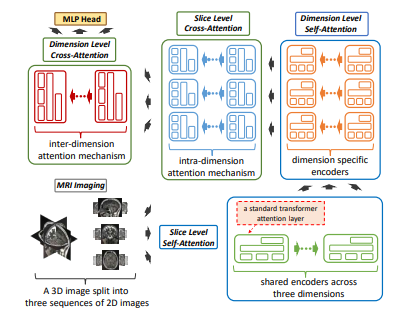 MLP Head
Dimension Level
Cross-Attention
Slice Level
Cross-Attention
Dimension Level
Self-Attention
inter-dimension
attention mechanism
intra-dimension
attention mechanism
dimension specific
encoders
MRI Imaging
Slice Level
Self-Attention
a standard transformer
attention layer
A 3D image split into
three sequences of 2D images
shared encoders across
three dimensions